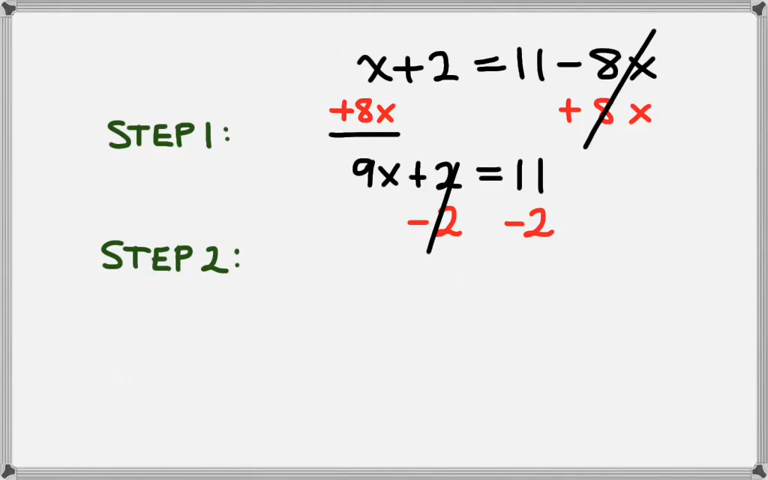 x+2=11-8x
+8x +8x
STEP 1:
9x+2=11
-2 -2
STEP 2: